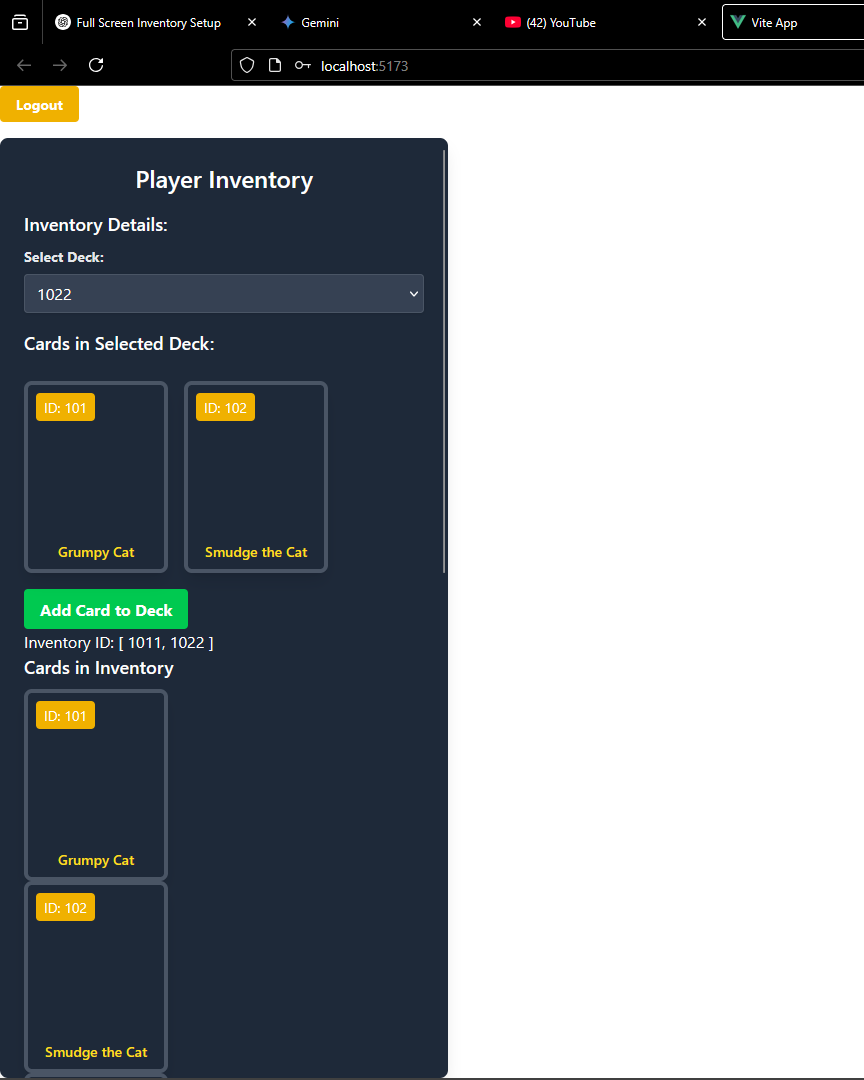 Full Screen Inventory Setup
Gemini
(42) YouTube
Vite App
localhost:5173
Logout
Player Inventory
Inventory Details:
Select Deck:
1022
Cards in Selected Deck:
ID: 101
ID: 102
Grumpy Cat
Smudge the Cat
Add Card to Deck
Inventory ID: [ 1011, 1022 ]
Cards in Inventory
ID: 101
Grumpy Cat
ID: 102
Smudge the Cat